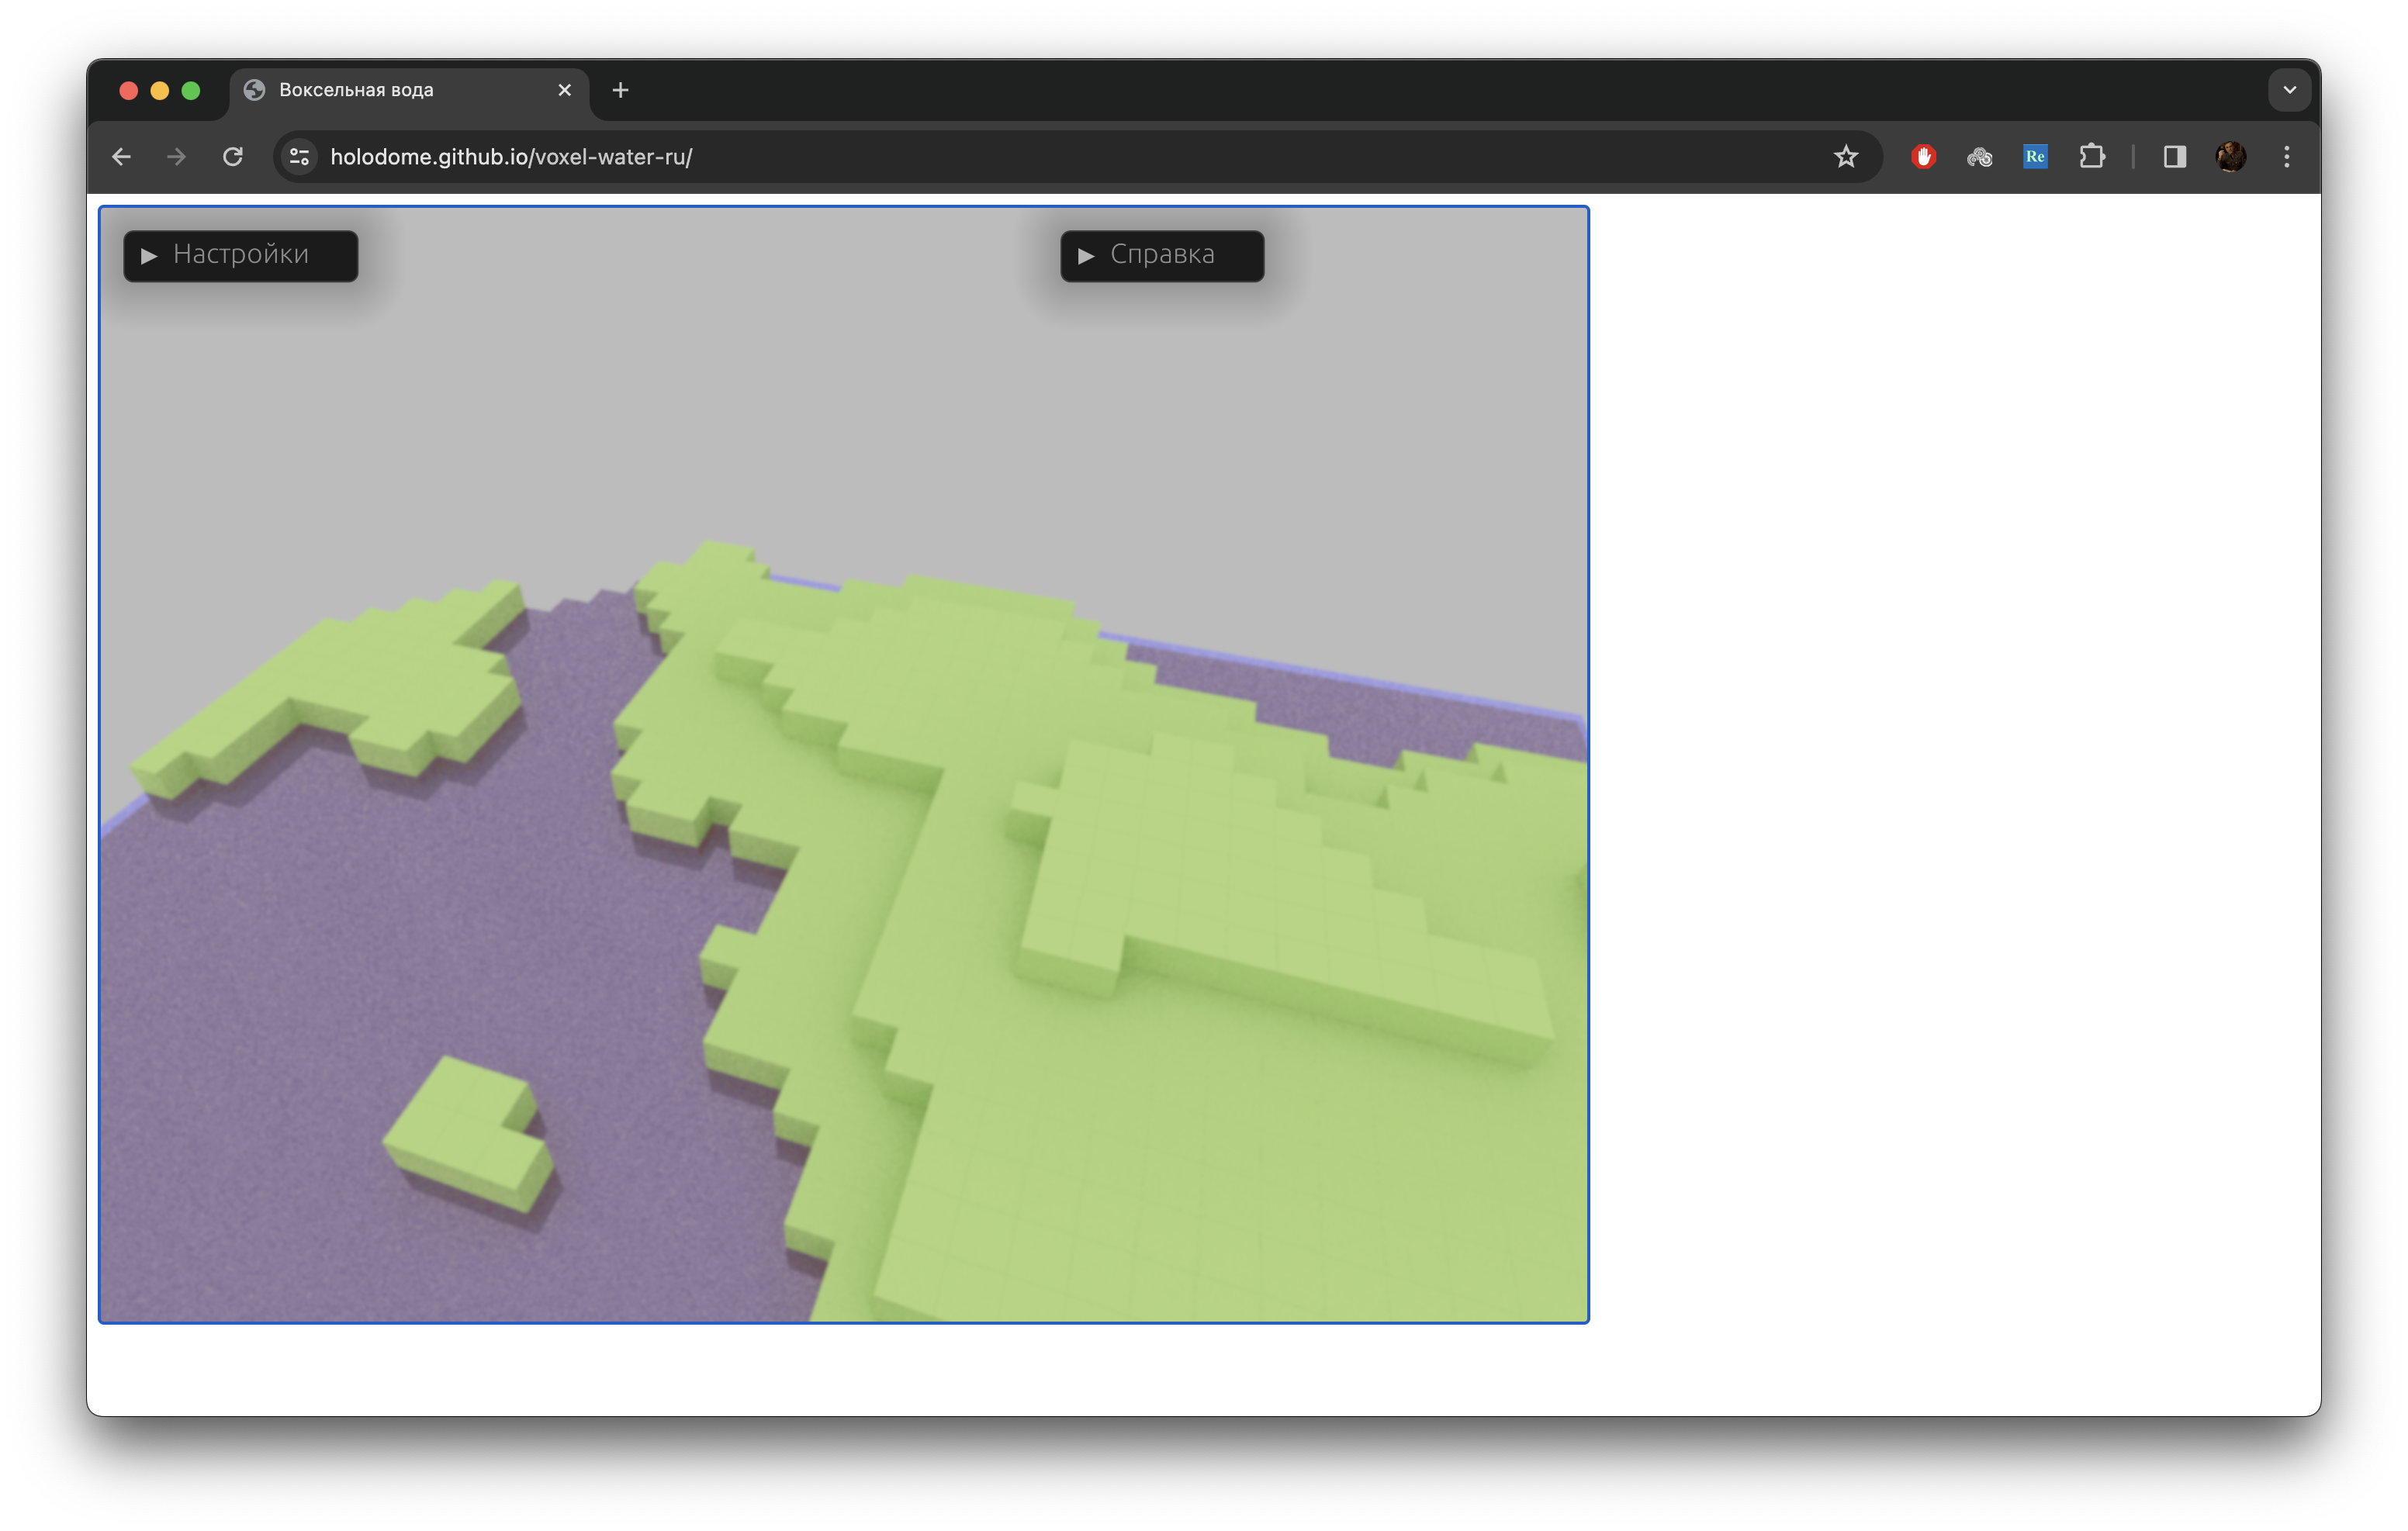 Воксельная вода
holodome.github.io/voxel-water-ru/
Re
Настройки
Справка